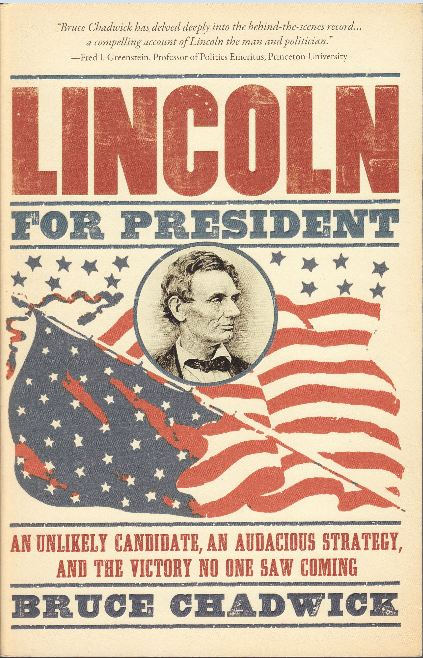 "Bruce Chadwick has delved deeply into the behind-the-scenes record...
a compelling account of Lincoln the man and politician."
—Fred I. Greenstein, Professor of Politics Emeritus, Princeton University
LINCOLN
FOR PRESIDENT
AN UNLIKELY CANDIDATE, AN AUDACIOUS STRATEGY,
AND THE VICTORY NO ONE SAW COMING
BRUCE CHADWICK